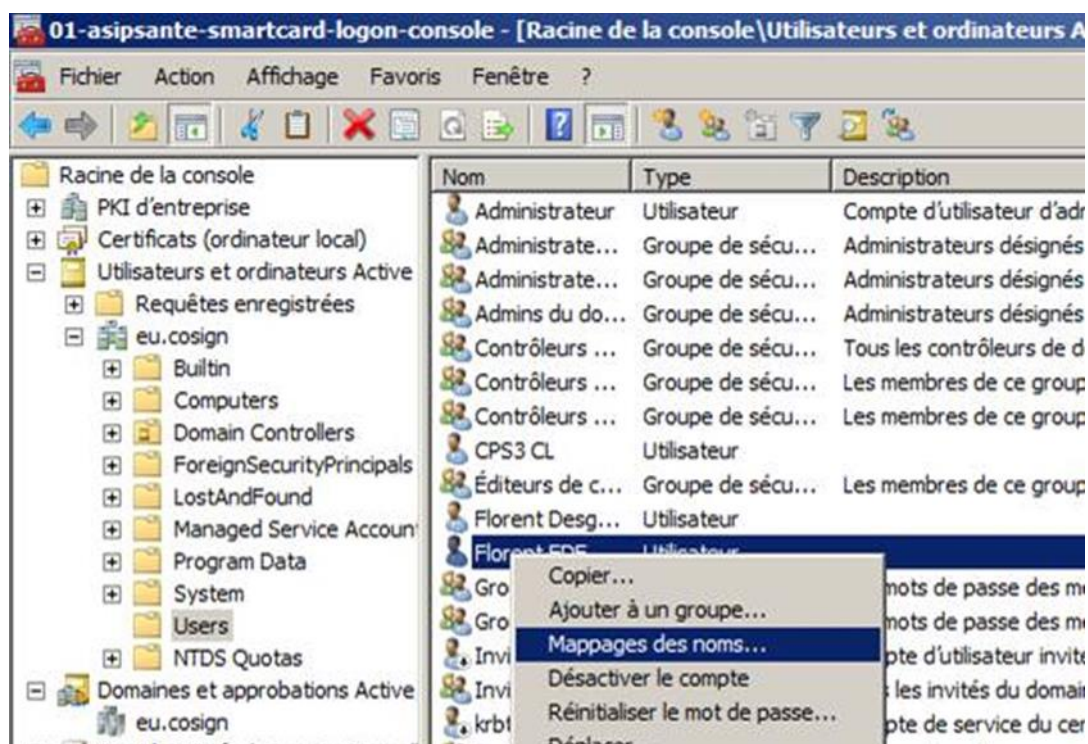 01-asipsante-smartcard-logon-console - [Racine de la console\Utilisateurs et ordinateurs A
Fichier Action Affichage Favoris Fenêtre ?
Racine de la console
PKI d'entreprise
Certificats (ordinateur local)
Utilisateurs et ordinateurs Active
Requêtes enregistrées
eu.cosign
Builtin
Computers
Domain Controllers
ForeignSecurityPrincipals
LostAndFound
Managed Service Accoun
Program Data
System
Users
NTDS Quotas
Domaines et approbations Active
eu.cosign
Nom Type Description
Administrateur Utilisateur Compte d'utilisateur d'adm
Administrate... Groupe de sécu... Administrateurs désignés
Administrate... Groupe de sécu... Administrateurs désignés
Admins du do... Groupe de sécu... Administrateurs désignés
Contrôleurs ... Groupe de sécu... Tous les contrôleurs de d
Contrôleurs ... Groupe de sécu... Les membres de ce group
Contrôleurs ... Groupe de sécu... Les membres de ce group
CPS3 CL Utilisateur
Éditeurs de c... Groupe de sécu... Les membres de ce group
Florent Desg... Utilisateur
Florent Utilisateur
Gro mots de passe des me
Gro mots de passe des me
Invi pte d'utilisateur invite
Invi les invités du domain
krbt pte de service du cen
Copier...
Ajouter à un groupe...
Mappages des noms...
Désactiver le compte
Réinitialiser le mot de passe...
Déplacer...